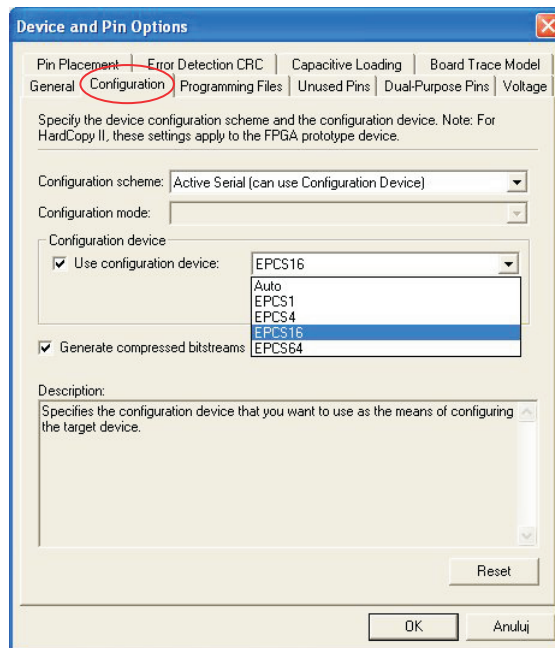 Device and Pin Options
Pin Placement Error Detection CRC Capacitive Loading Board Trace Model
General Configuration Programming Files Unused Pins Dual-Purpose Pins Voltage
Specify the device configuration scheme and the configuration device. Note: For
HardCopy II, these settings apply to the FPGA prototype device.
Configuration scheme: Active Serial (can use Configuration Device)
Configuration mode:
Configuration device
Use configuration device: EPCS16
Auto
EPCS1
EPCS4
EPCS16
EPCS64
Generate compressed bitstreams
Description:
Specifies the configuration device that you want to use as the means of configuring
the target device.
Reset
OK Anuluj